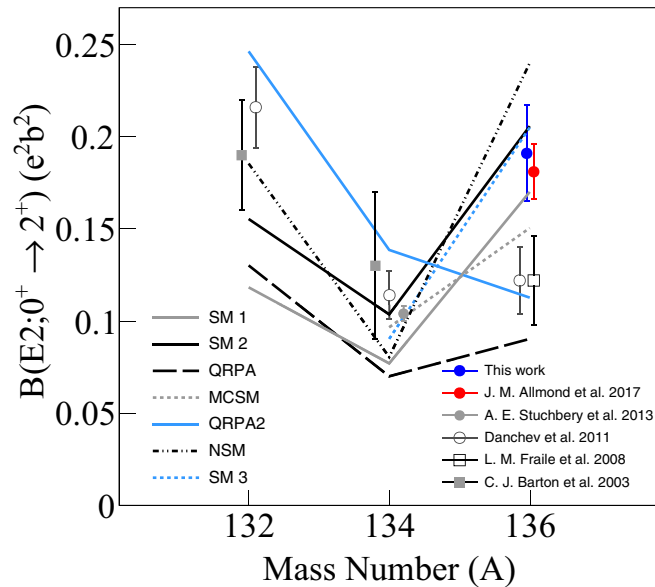 B(E2;0⁺ → 2⁺) (e²b²)
0.25
0.2
0.15
0.1
0.05
0
SM 1
SM 2
QRPA
MCSM
QRPA2
NSM
SM 3
This work
J. M. Allmond et al. 2017
A. E. Stuchbery et al. 2013
Danchev et al. 2011
L. M. Fraile et al. 2008
C. J. Barton et al. 2003
132 134 136
Mass Number (A)